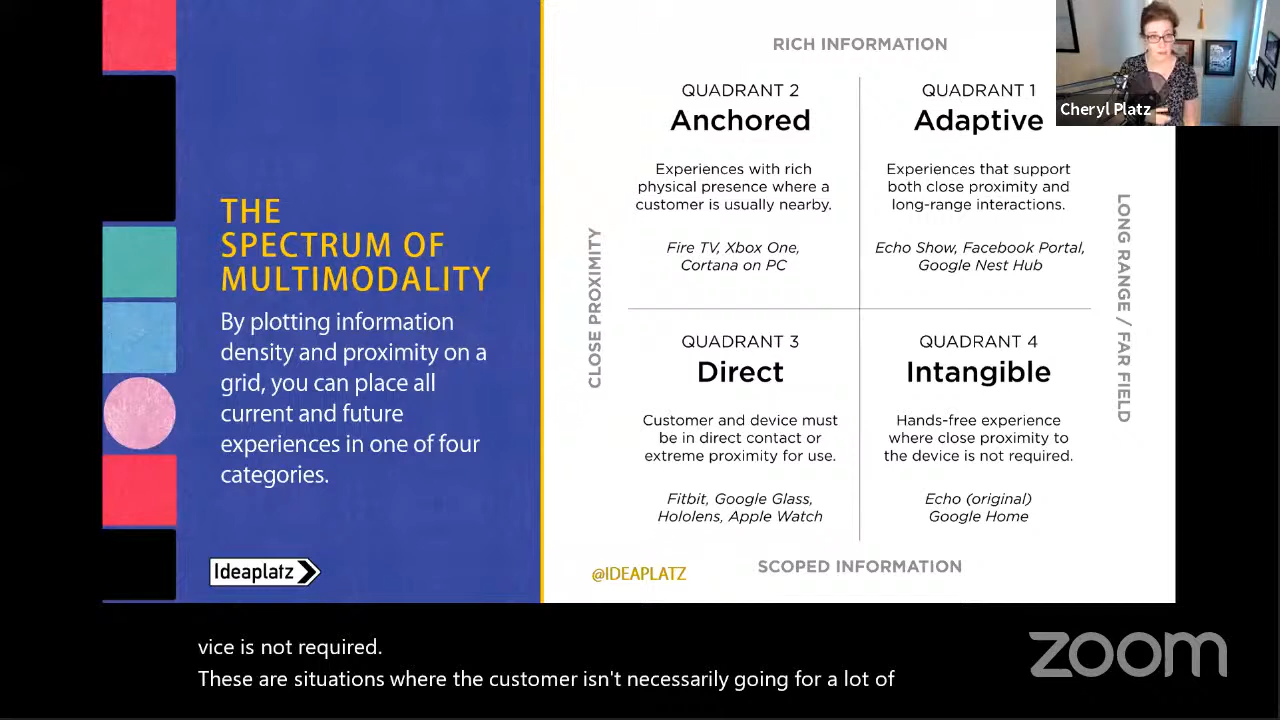 THE
SPECTRUM OF
MULTIMODALITY
By plotting information
density and proximity on a
grid, you can place all
current and future
experiences in one of four
categories.
Ideaplatz
RICH INFORMATION
CLOSE PROXIMITY
QUADRANT 2
Anchored
Experiences with rich
physical presence where a
customer is usually nearby.
Fire TV, Xbox One,
Cortana on PC
QUADRANT 1
Adaptive
Experiences that support
both close proximity and
long-range interactions.
Echo Show, Facebook Portal,
Google Nest Hub
LONG RANGE / FAR FIELD
QUADRANT 3
Direct
Customer and device must
be in direct contact or
extreme proximity for use.
Fitbit, Google Glass,
Hololens, Apple Watch
QUADRANT 4
Intangible
Hands-free experience
where close proximity to
the device is not required.
Echo (original)
Google Home
SCOPED INFORMATION
@IDEAPLATZ
Cheryl Platz
vice is not required.
These are situations where the customer isn't necessarily going for a lot of
zoom